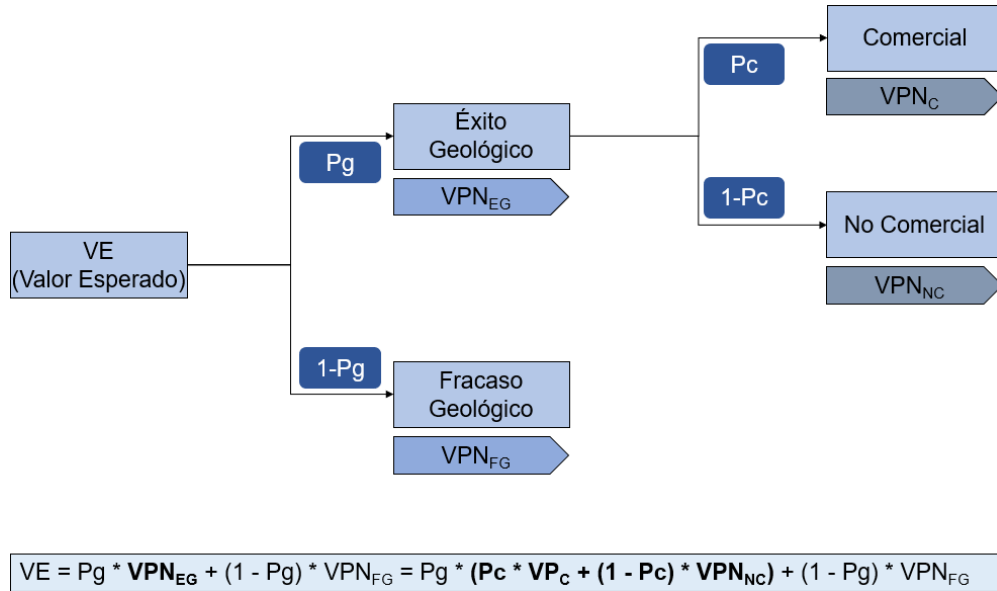 Comercial
Pc
VPN_C
Éxito
Geológico
Pg
VPN_EG
1-Pc
No Comercial
VPN_NC
VE
(Valor Esperado)
1-Pg
Fracaso
Geológico
VPN_FG
VE = Pg * VPN_EG + (1 - Pg) * VPN_FG = Pg * (Pc * VP_C + (1 - Pc) * VPN_NC) + (1 - Pg) * VPN_FG